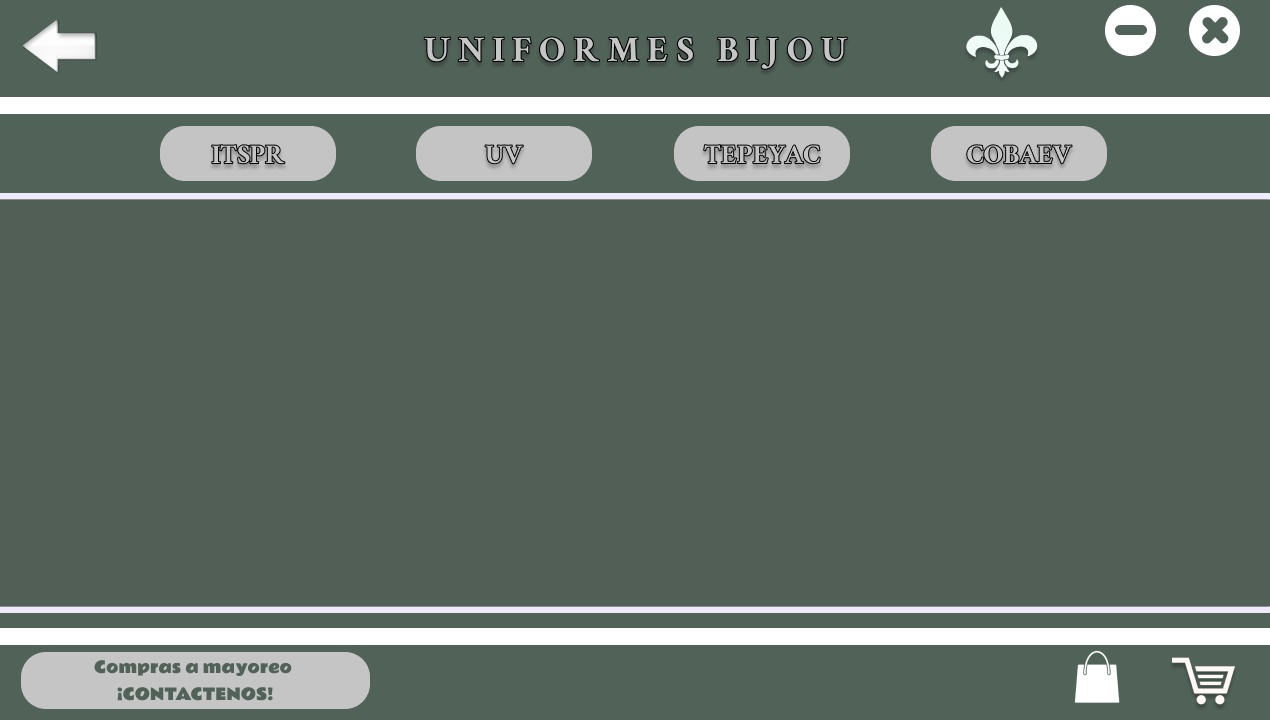 UNIFORMES BIJOU
ITSPR
UV
TEPEYAC
COBAEV
Compras a mayoreo
¡CONTACTENOS!